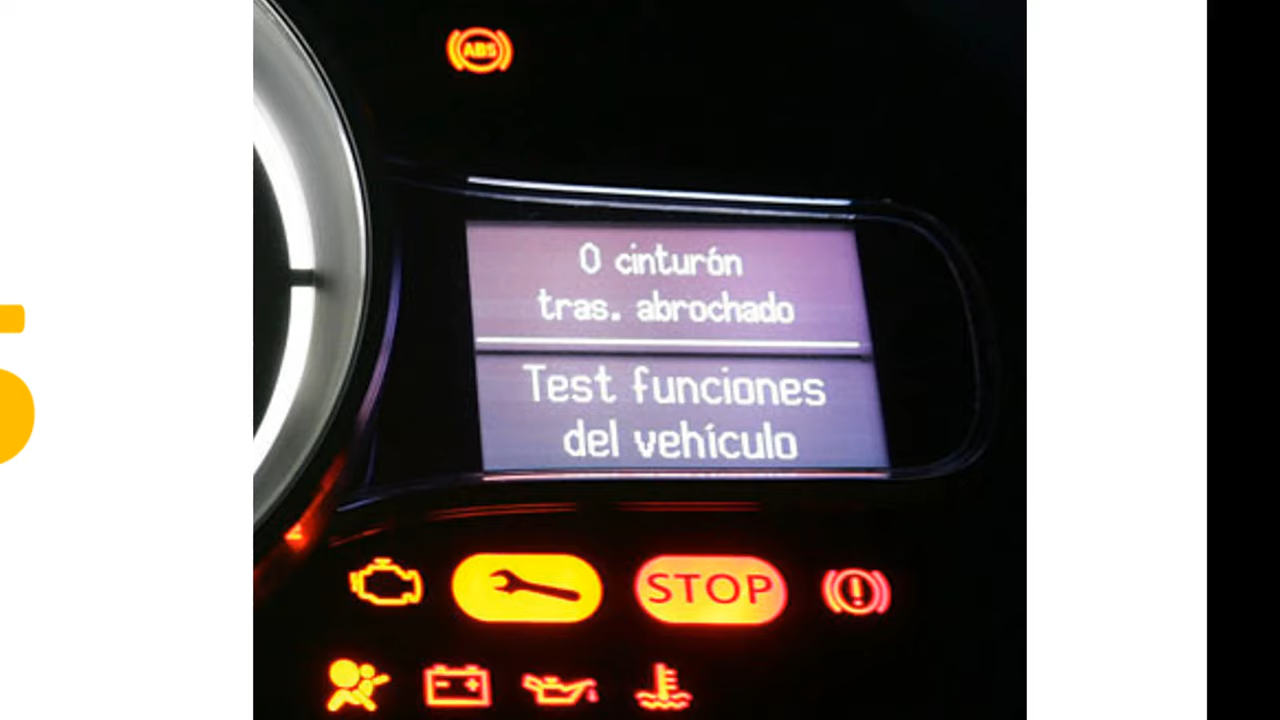 ABS
0 cinturón
tras. abrochado
Test funciones
del vehículo
STOP